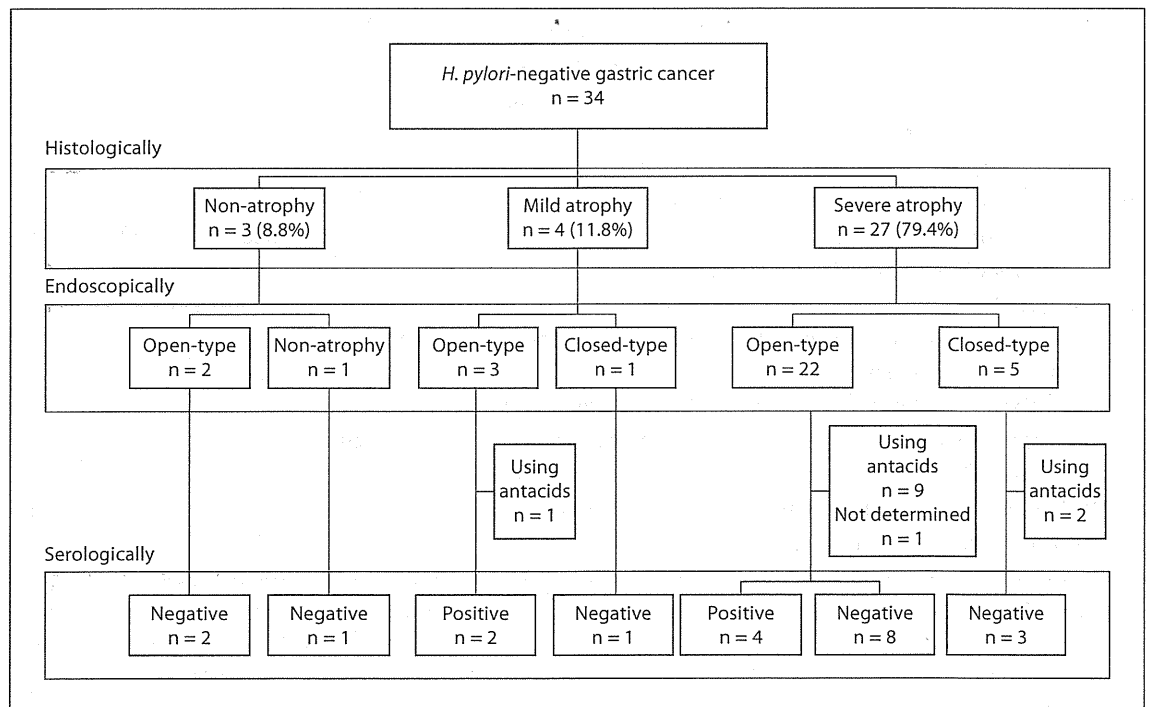 H. pylori-negative gastric cancer
n = 34
Histologically
Non-atrophy
n = 3 (8.8%)
Mild atrophy
n = 4 (11.8%)
Severe atrophy
n = 27 (79.4%)
Endoscopically
Open-type
n = 2
Non-atrophy
n = 1
Open-type
n = 3
Closed-type
n = 1
Open-type
n = 22
Closed-type
n = 5
Using
antacids
n = 1
Using
antacids
n = 9
Not determined
n = 1
Using
antacids
n = 2
Serologically
Negative
n = 2
Negative
n = 1
Positive
n = 2
Negative
n = 1
Positive
n = 4
Negative
n = 8
Negative
n = 3